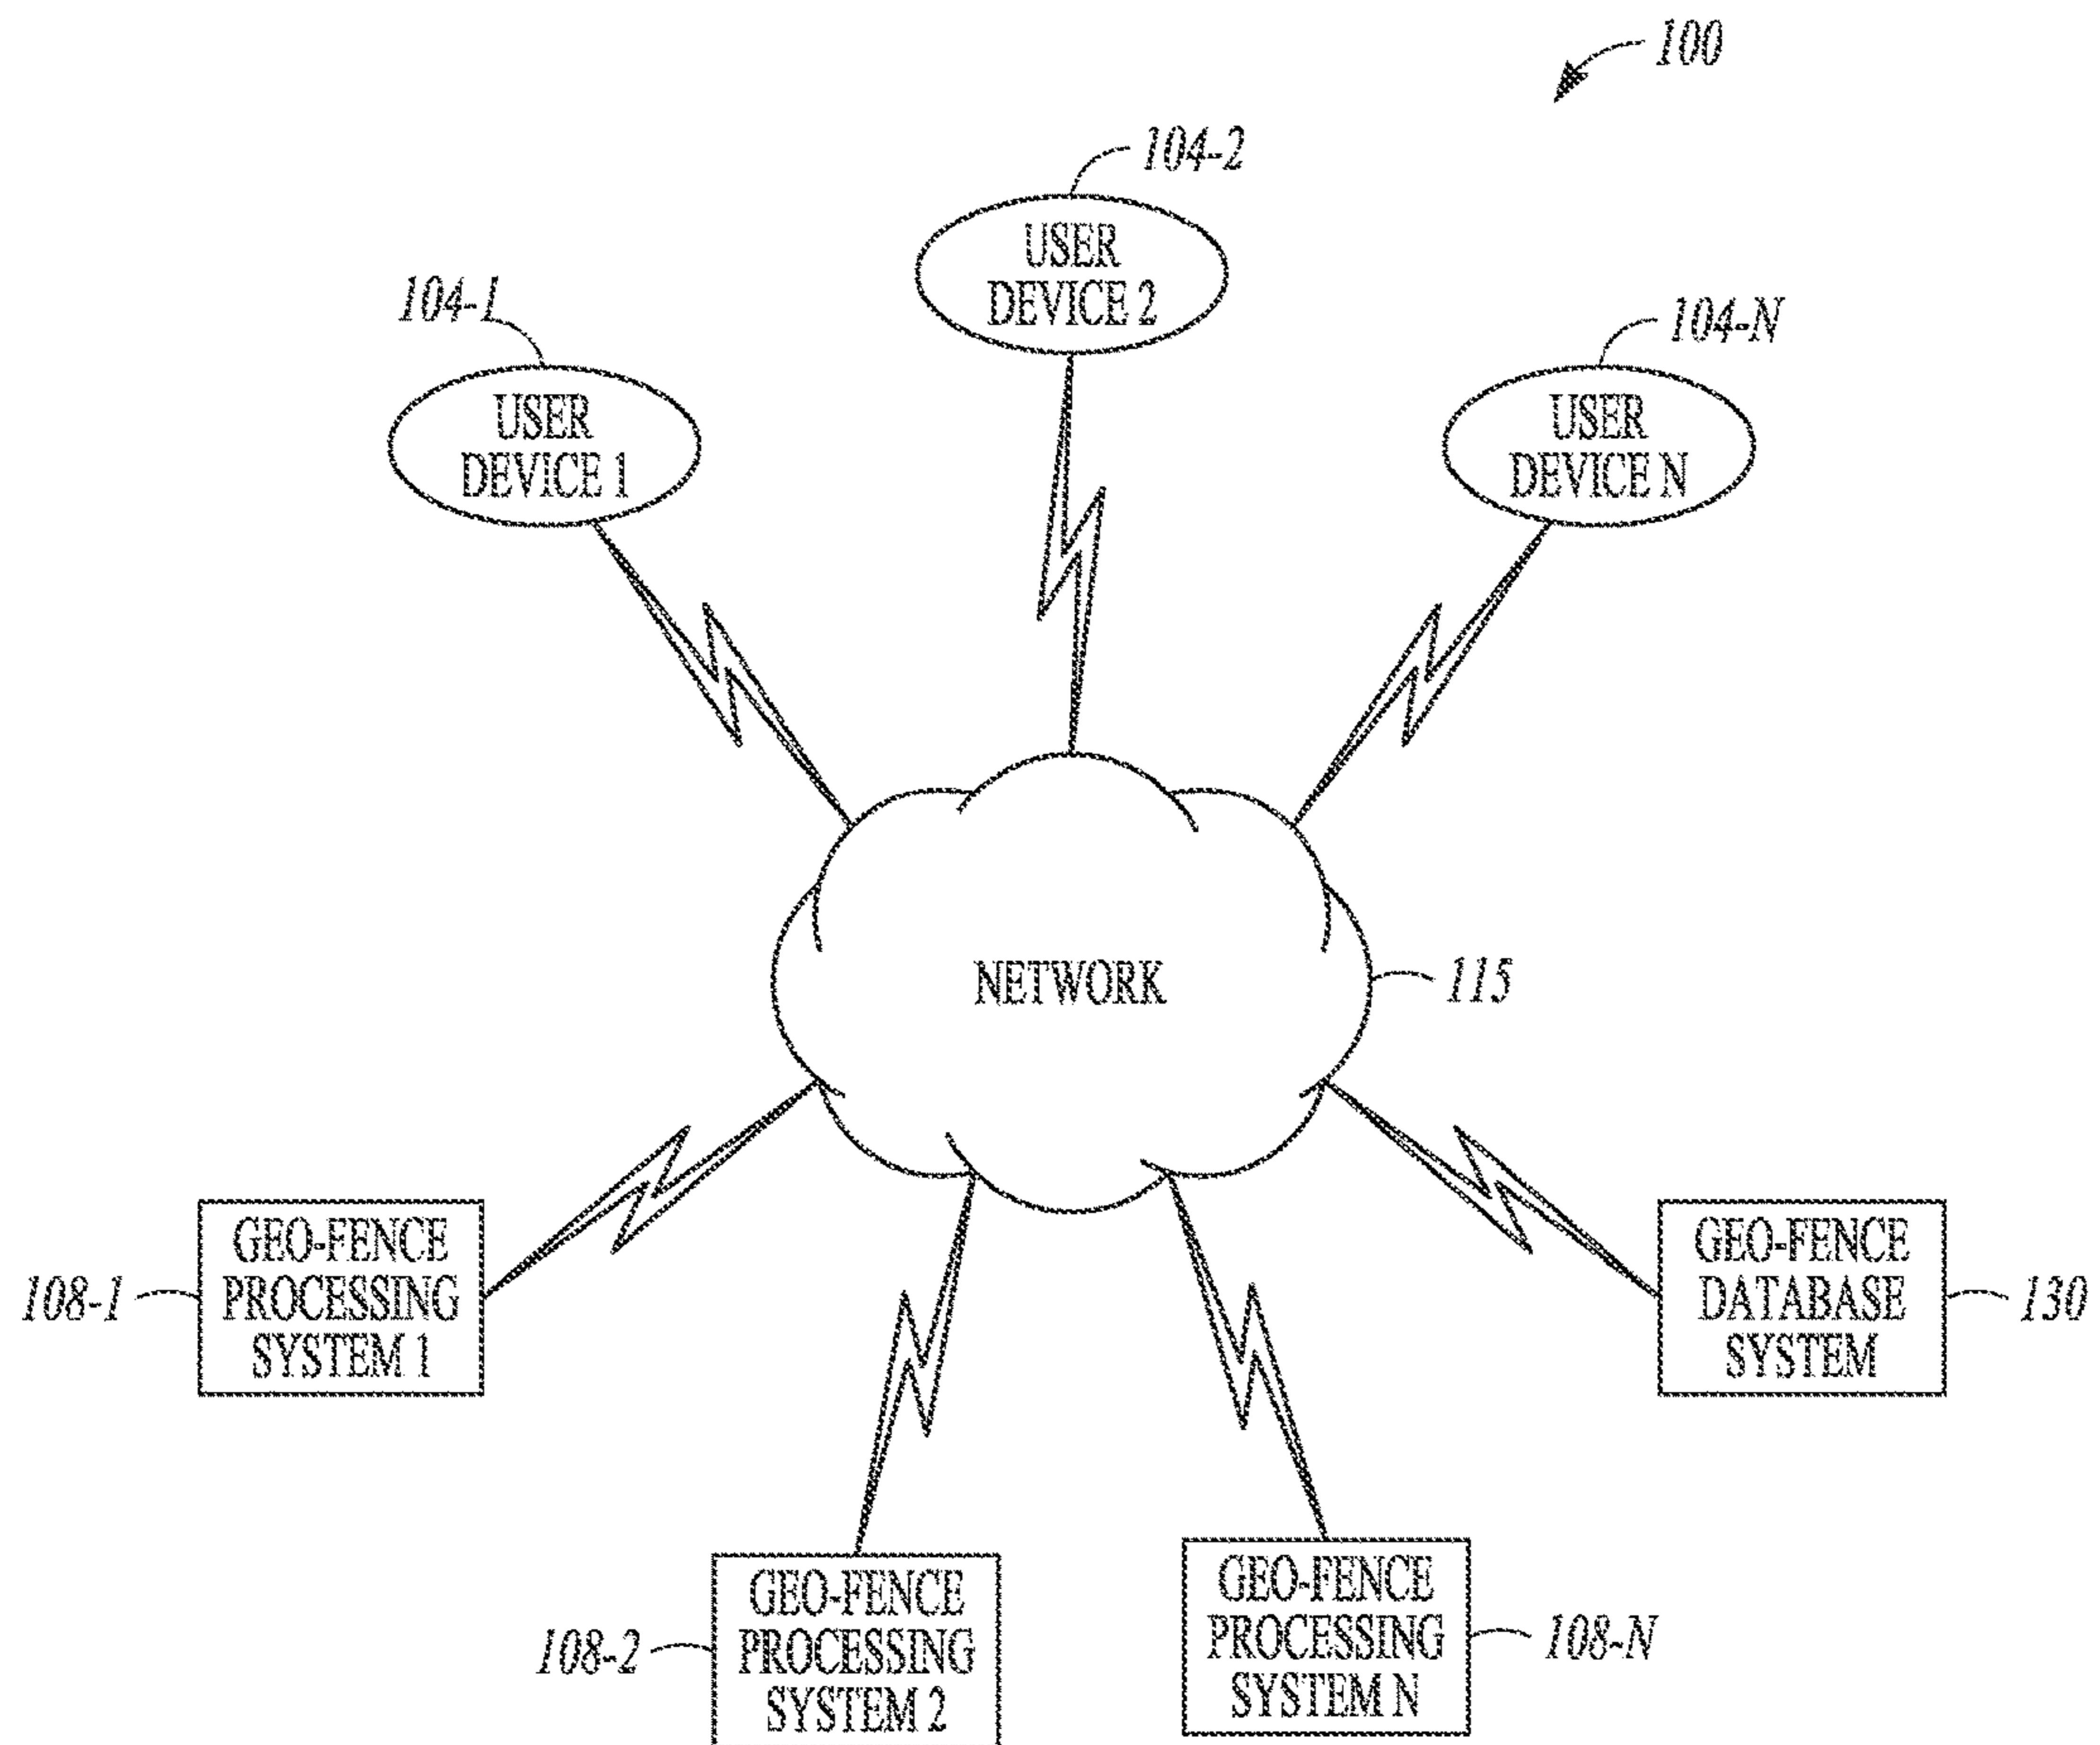 100
104-2
USER
DEVICE 2
104-1
USER
DEVICE 1
104-N
USER
DEVICE N
NETWORK
115
108-1
GEO-FENCE
PROCESSING
SYSTEM 1
GEO-FENCE
DATABASE
SYSTEM
130
108-2
GEO-FENCE
PROCESSING
SYSTEM 2
GEO-FENCE
PROCESSING
SYSTEM N
108-N